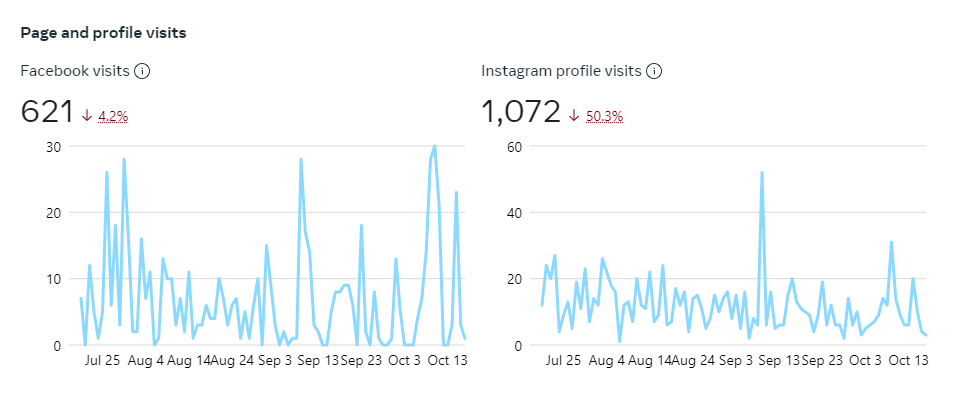 Page and profile visits
Facebook visits
621 ↓ 4.2%
30
20
10
0
Jul 25 Aug 4 Aug 14 Aug 24 Sep 3 Sep 13 Sep 23 Oct 3 Oct 13
Instagram profile visits
1,072 ↓ 50.3%
60
40
20
0
Jul 25 Aug 4 Aug 14 Aug 24 Sep 3 Sep 13 Sep 23 Oct 3 Oct 13